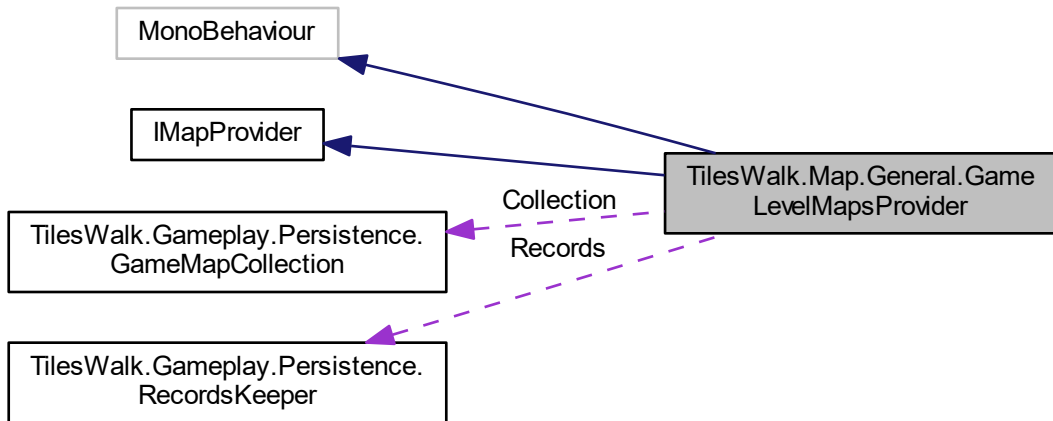 MonoBehaviour
IMapProvider
TilesWalk.Map.General.Game
LevelMapsProvider
Collection
TilesWalk.Gameplay.Persistence.
GameMapCollection
Records
TilesWalk.Gameplay.Persistence.
RecordsKeeper